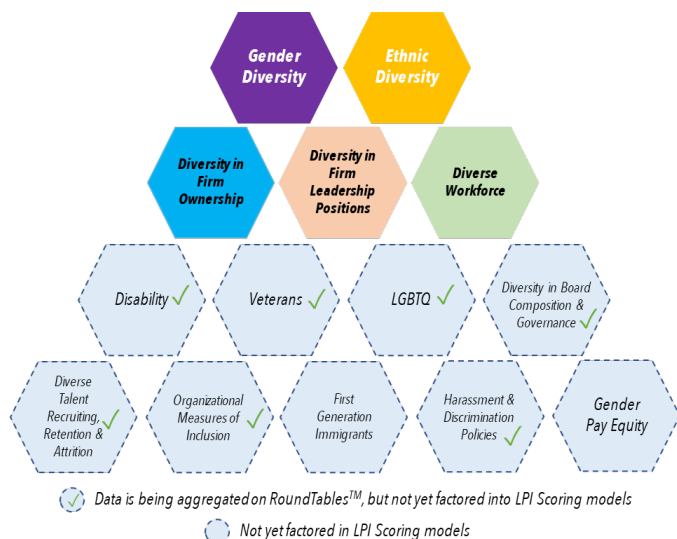 Gender
Diversity
Ethnic
Diversity
Diversity in
Firm
Ownership
Diversity in
Firm
Leadership
Positions
Diverse
Workforce
Disability
Veterans
LGBTQ
Diversity in Board
Composition &
Governance
Diverse
Talent
Recruiting,
Retention &
Attrition
Organizational
Measures of
Inclusion
First
Generation
Immigrants
Harassment &
Discrimination
Policies
Gender
Pay Equity
Data is being aggregated on RoundTables™, but not yet factored into LPI Scoring models
Not yet factored in LPI Scoring models